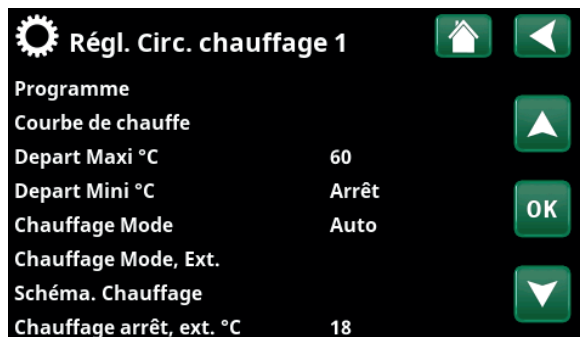 Régl. Circ. chauffage 1
Programme
Courbe de chauffe
Depart Maxi °C 60
Depart Mini °C Arrêt
Chauffage Mode Auto
OK
Chauffage Mode, Ext.
Schéma. Chauffage
Chauffage arrêt, ext. °C 18